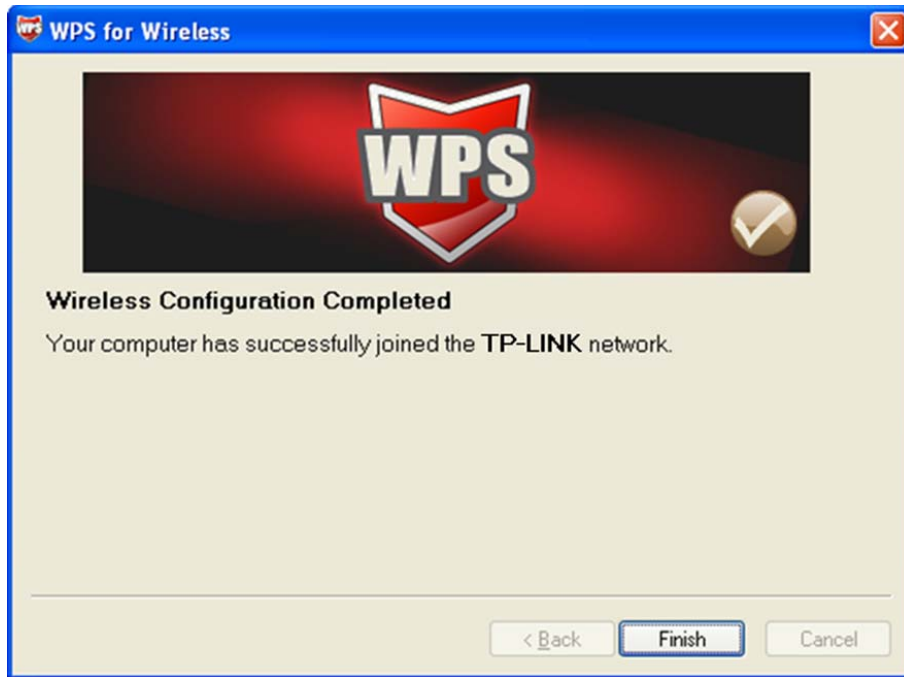 WPS for Wireless
WPS
Wireless Configuration Completed
Your computer has successfully joined the TP-LINK network.
< Back
Finish
Cancel